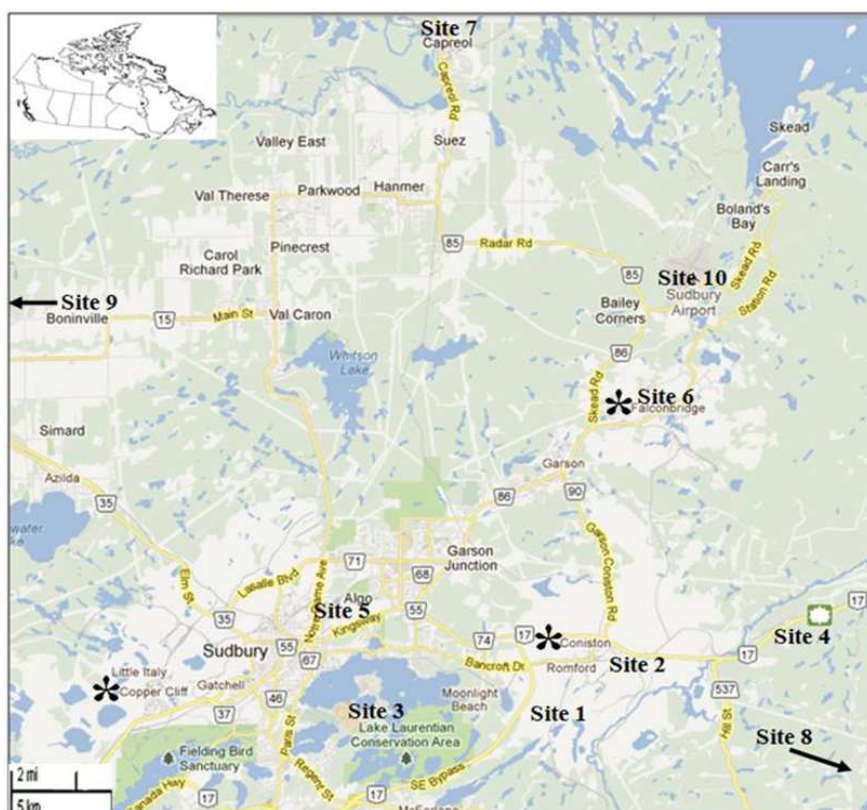 Site 7
Capreol
Capreol Rd
Skead
Valley East
Suez
Carr's
Landing
Hanmer
Parkwood
Val Therese
Boland's
Bay
Pinecrest
85
Radar Rd
Carol
Richard Park
85
Site 10
Skead Rd
Sudbury
Airport
Station Rd
Site 9
Bailey
Corners
Boninville
15
Main St
Val Caron
86
Whitson
Lake
Skead Rd
* Site 6
Falconbridge
Simard
Garson
Azilda
86
90
35
water
Garson Coniston Rd
Garson
Junction
71
Lasalle Blvd
Elm St
Notre Dame Ave
68
17
Algo
Site 5
Kingsway
55
35
74
17
*
Coniston
Site 4
Sudbury
55
67
Bancroft Dr
Romford
Site 2
17
Little Italy
* Copper Cliff
Gatchell
46
Moonlight
Beach
537
37
Site 3
Site 1
Paris St
Lake Laurentian
Conservation Area
Hill St
Site 8
Fielding Bird
Sanctuary
Regent St
SE Bypass
2 mi
5 km
17
17